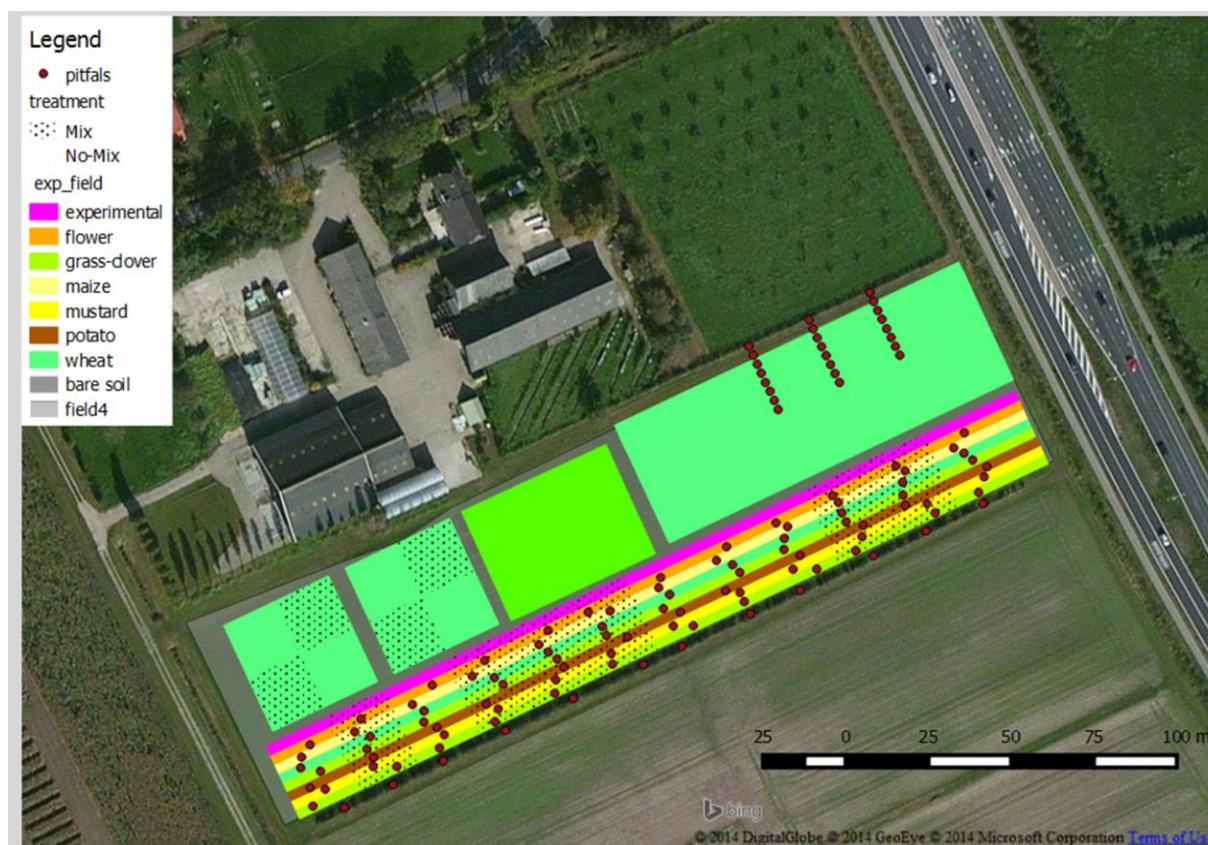 Legend
pitfals
treatment
Mix
No-Mix
exp_field
experimental
flower
grass-clover
maize
mustard
potato
wheat
bare soil
field4
25 0 25 50 75 100 m
bing
© 2014 DigitalGlobe © 2014 GeoEye © 2014 Microsoft Corporation Terms of Us